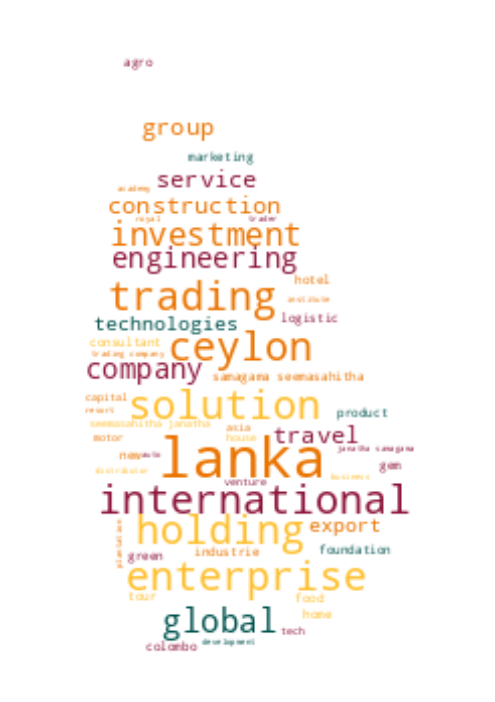 agro
group
marketing
service
academy
construction
royal trader
investment
engineering
hotel
trading institute
technologies logistic
consultant ceylon
trading company
company samagama seemasahitha
capital solution
resort product
seemasahitha janatha asia
motor house travel
lanka janatha samagama
new auto gem
distributor business
venture
international
holding export
plantation
industrie foundation
green
enterprise
tour food
home
global tech
development
colombo